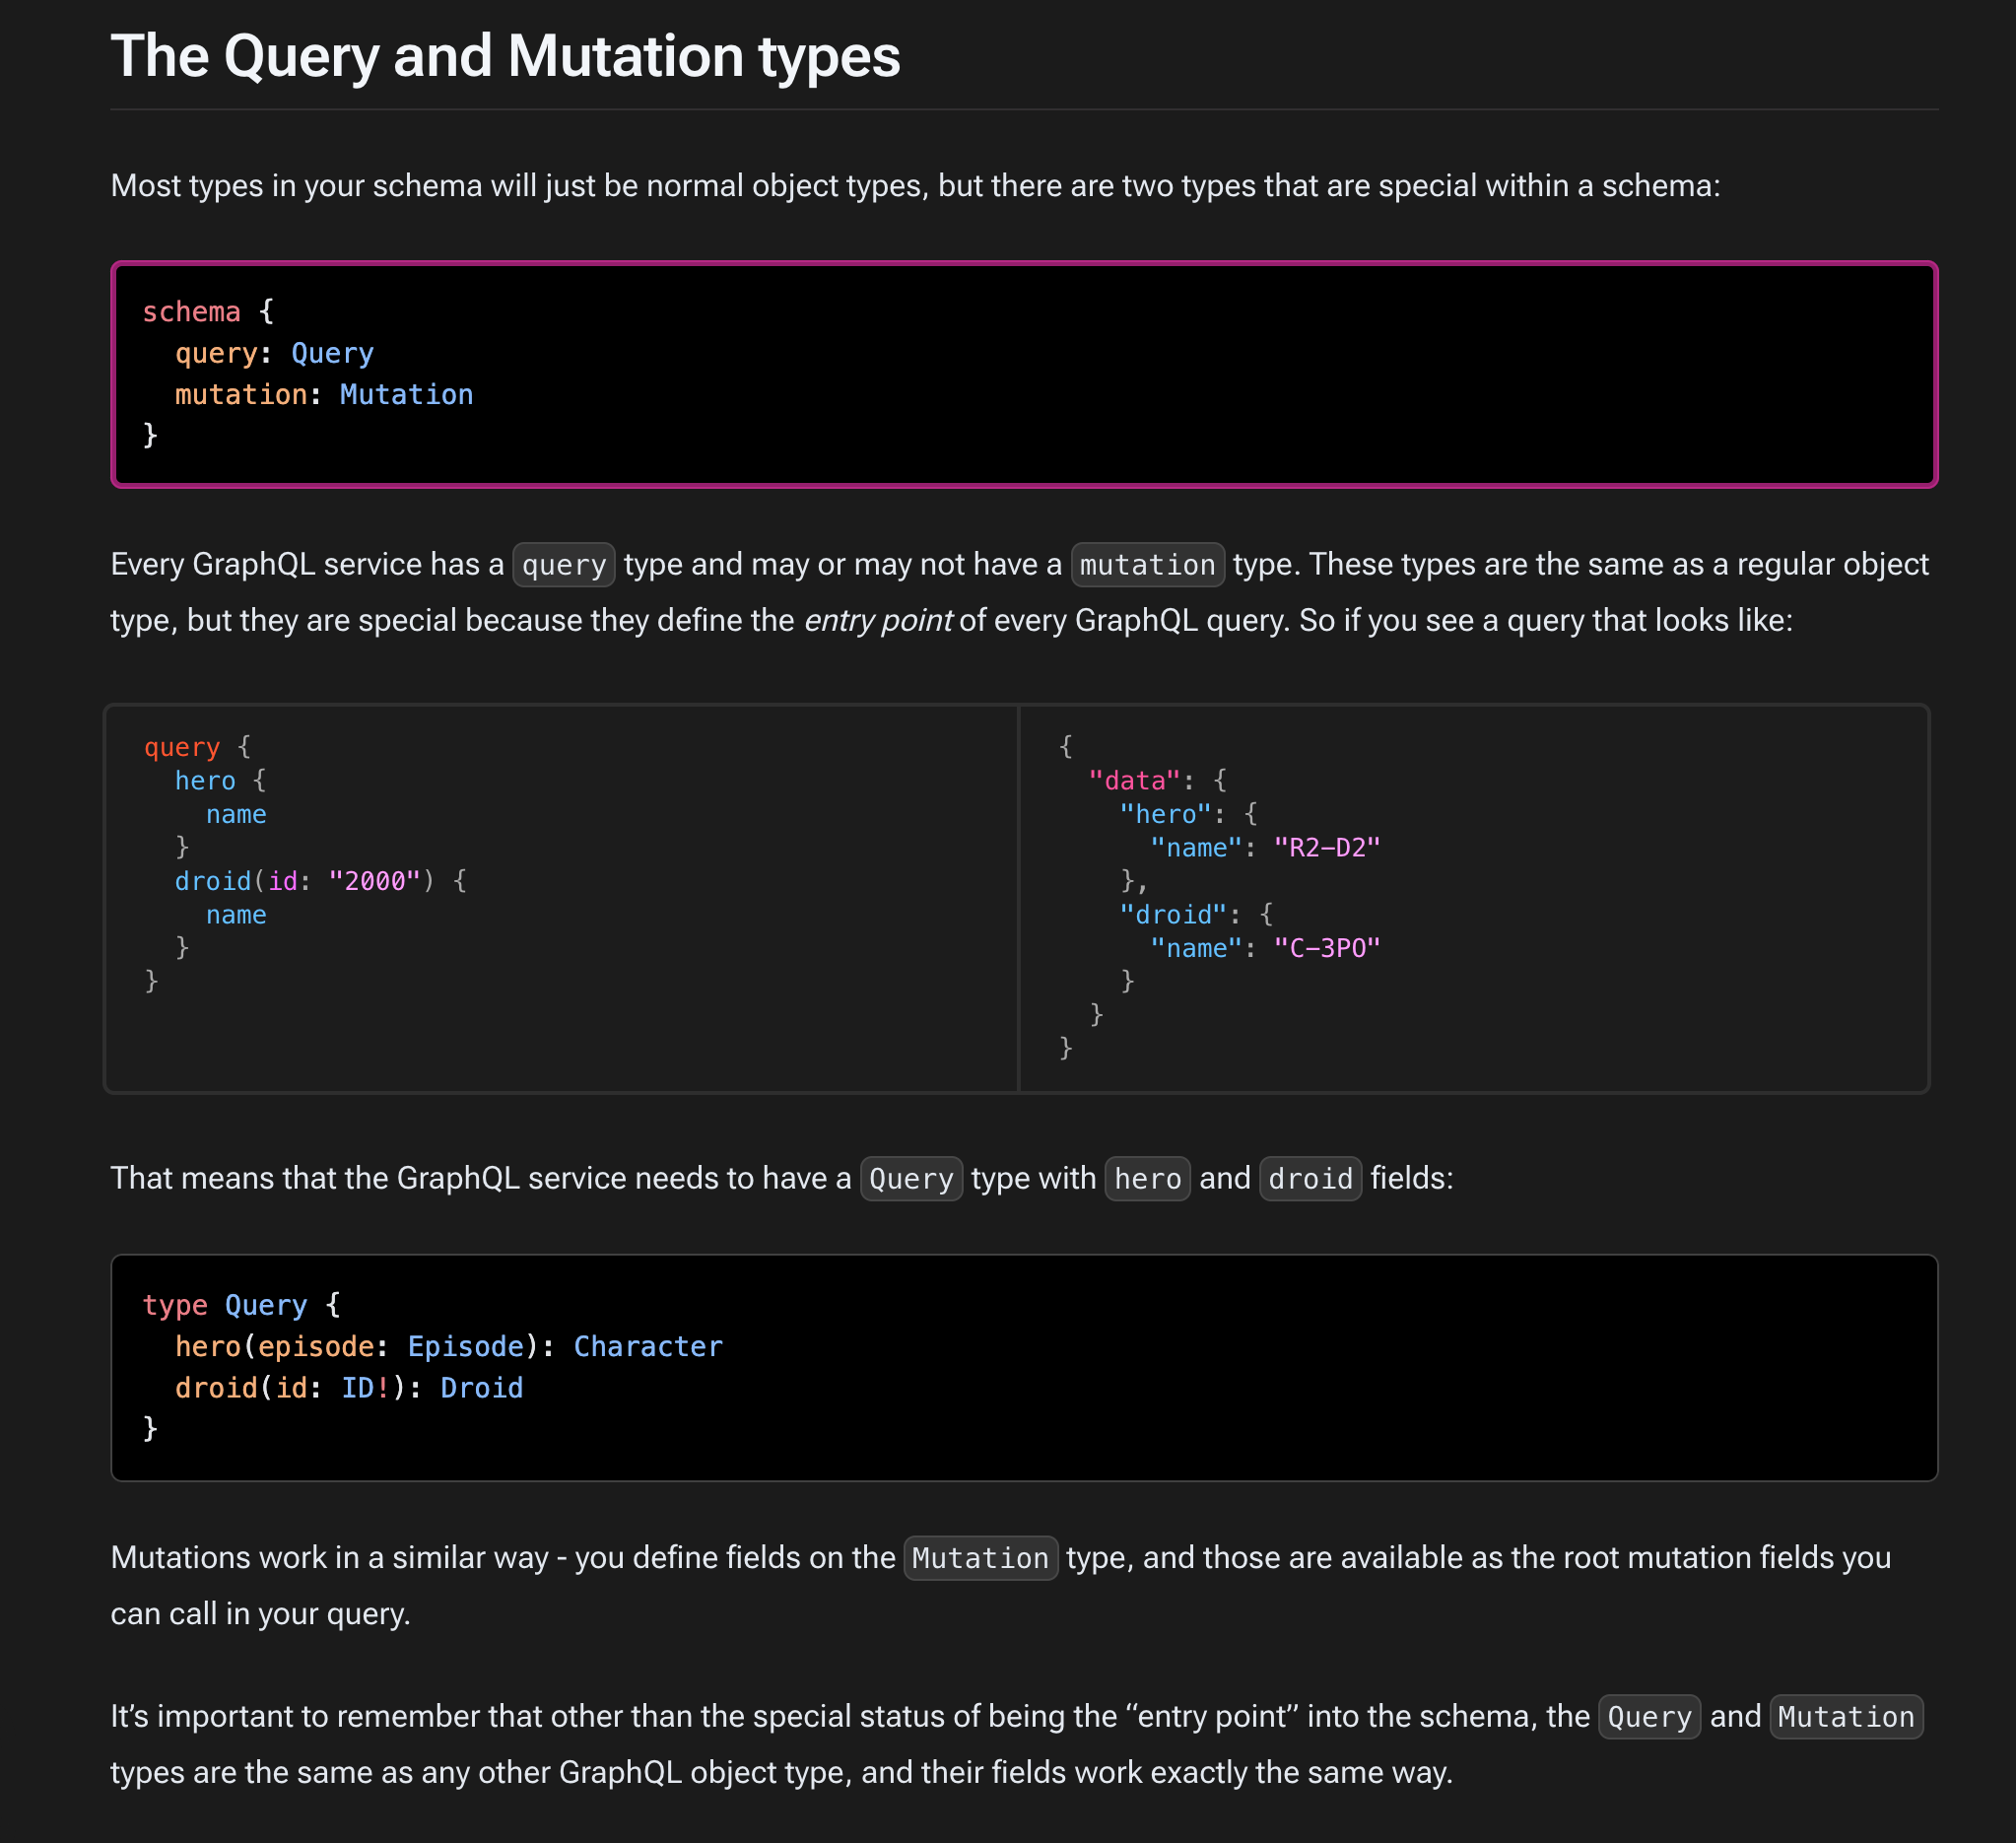 The Query and Mutation types
Most types in your schema will just be normal object types, but there are two types that are special within a schema:
schema {
  query: Query
  mutation: Mutation
}
Every GraphQL service has a query type and may or may not have a mutation type. These types are the same as a regular object
type, but they are special because they define the entry point of every GraphQL query. So if you see a query that looks like:
query {
  hero {
    name
  }
  droid(id: "2000") {
    name
  }
}
{
  "data": {
    "hero": {
      "name": "R2-D2"
    },
    "droid": {
      "name": "C-3PO"
    }
  }
}
That means that the GraphQL service needs to have a Query type with hero and droid fields:
type Query {
  hero(episode: Episode): Character
  droid(id: ID!): Droid
}
Mutations work in a similar way - you define fields on the Mutation type, and those are available as the root mutation fields you
can call in your query.
It’s important to remember that other than the special status of being the “entry point” into the schema, the Query and Mutation
types are the same as any other GraphQL object type, and their fields work exactly the same way.